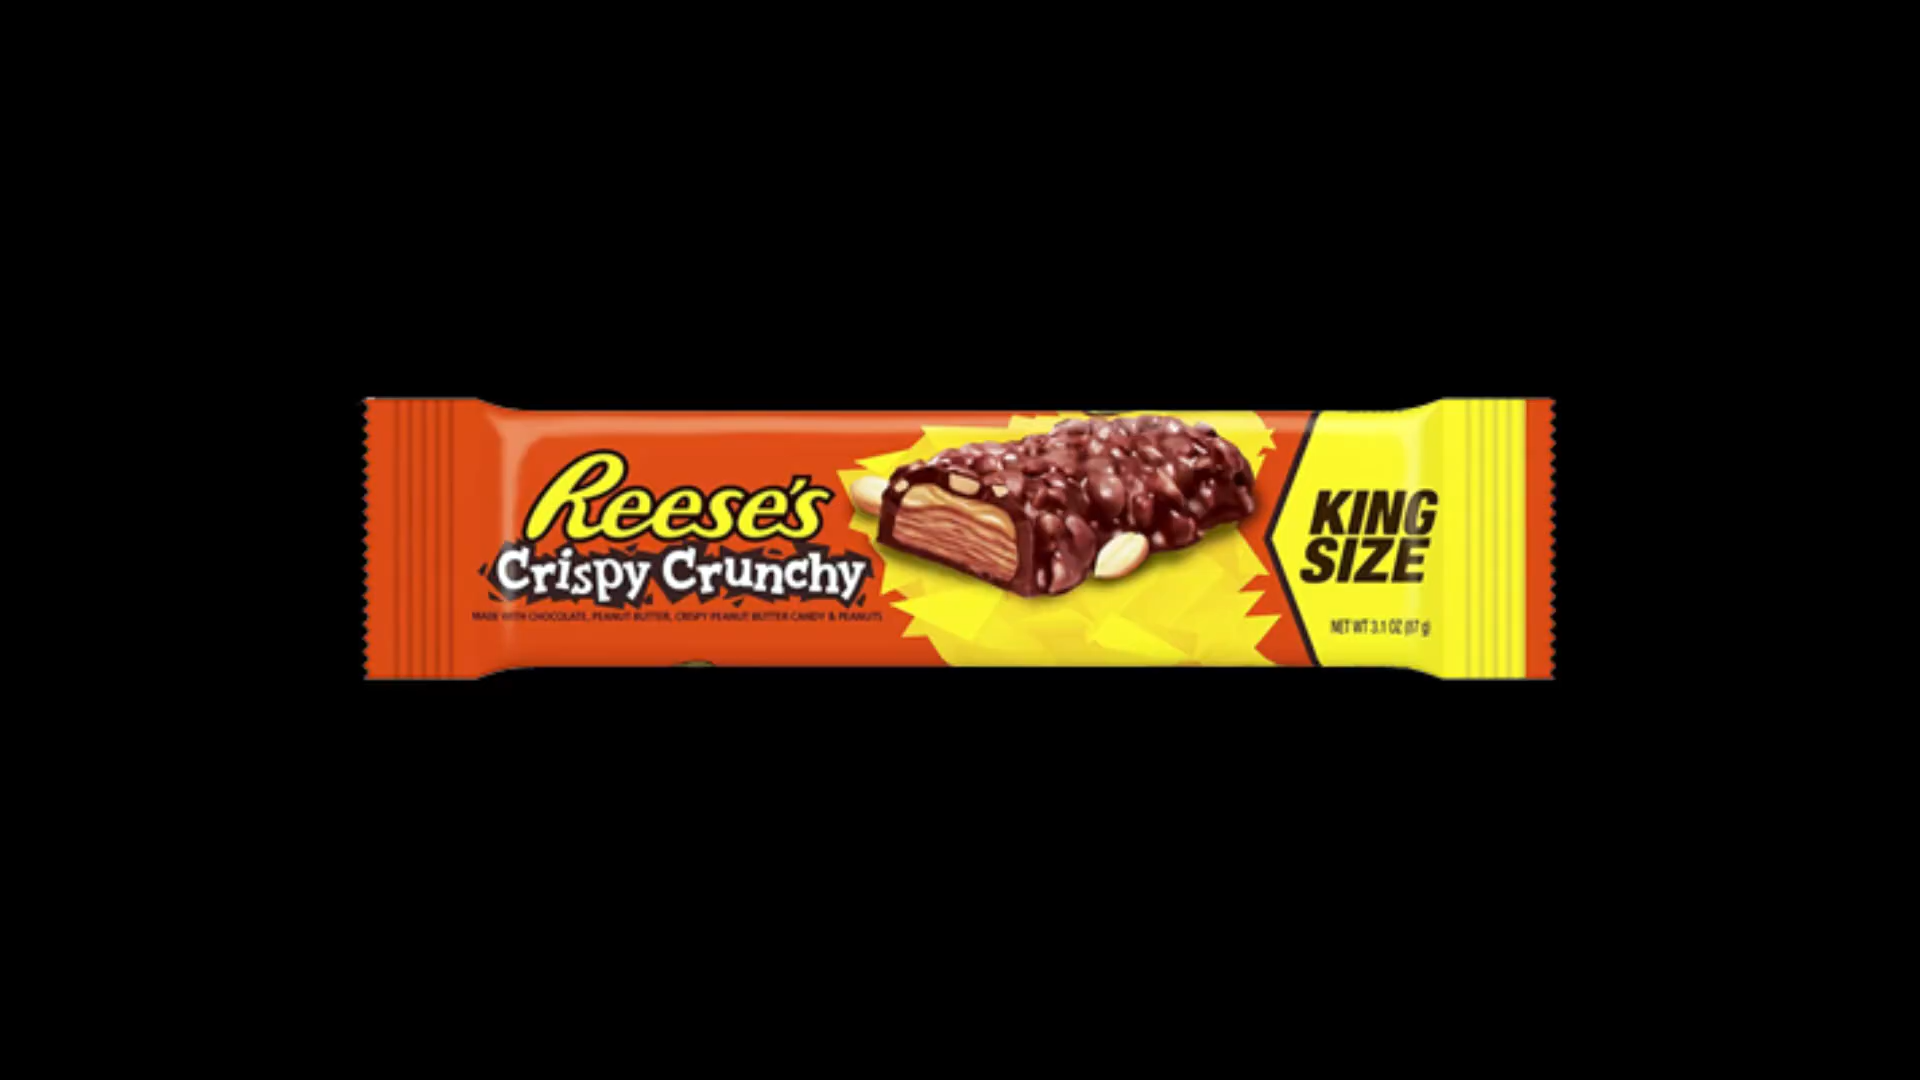 Reese's
Crispy Crunchy
MADE WITH CHOCOLATE, PEANUT BUTTER, CRISPY PEANUT BUTTER CANDY & PEANUTS
KING
SIZE
NET WT 3.1 OZ (87 g)